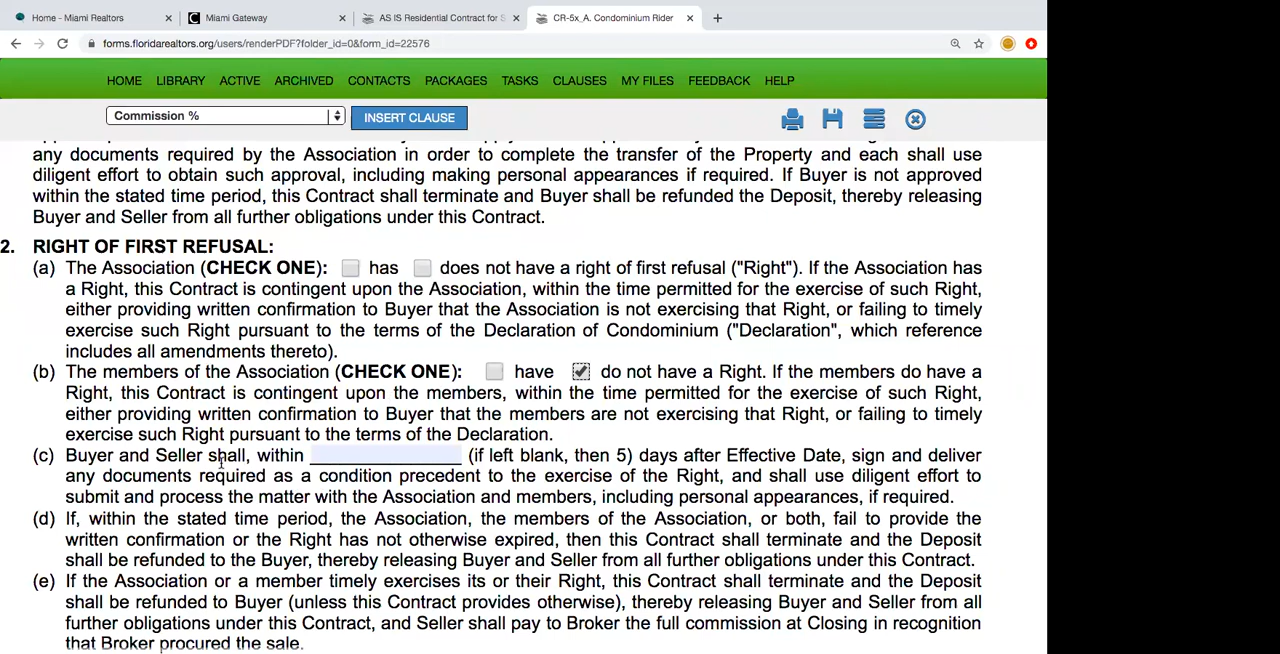 Home - Miami Realtors
Miami Gateway
AS IS Residential Contract for S
CR-5x_A. Condominium Rider
forms.floridarealtors.org/users/renderPDF?folder_id=0&form_id=22576
HOME LIBRARY ACTIVE ARCHIVED CONTACTS PACKAGES TASKS CLAUSES MY FILES FEEDBACK HELP
Commission % INSERT CLAUSE
any documents required by the Association in order to complete the transfer of the Property and each shall use
diligent effort to obtain such approval, including making personal appearances if required. If Buyer is not approved
within the stated time period, this Contract shall terminate and Buyer shall be refunded the Deposit, thereby releasing
Buyer and Seller from all further obligations under this Contract.
2. RIGHT OF FIRST REFUSAL:
(a) The Association (CHECK ONE): has does not have a right of first refusal ("Right"). If the Association has
a Right, this Contract is contingent upon the Association, within the time permitted for the exercise of such Right,
either providing written confirmation to Buyer that the Association is not exercising that Right, or failing to timely
exercise such Right pursuant to the terms of the Declaration of Condominium ("Declaration", which reference
includes all amendments thereto).
(b) The members of the Association (CHECK ONE): have do not have a Right. If the members do have a
Right, this Contract is contingent upon the members, within the time permitted for the exercise of such Right,
either providing written confirmation to Buyer that the members are not exercising that Right, or failing to timely
exercise such Right pursuant to the terms of the Declaration.
(c) Buyer and Seller shall, within (if left blank, then 5) days after Effective Date, sign and deliver
any documents required as a condition precedent to the exercise of the Right, and shall use diligent effort to
submit and process the matter with the Association and members, including personal appearances, if required.
(d) If, within the stated time period, the Association, the members of the Association, or both, fail to provide the
written confirmation or the Right has not otherwise expired, then this Contract shall terminate and the Deposit
shall be refunded to the Buyer, thereby releasing Buyer and Seller from all further obligations under this Contract.
(e) If the Association or a member timely exercises its or their Right, this Contract shall terminate and the Deposit
shall be refunded to Buyer (unless this Contract provides otherwise), thereby releasing Buyer and Seller from all
further obligations under this Contract, and Seller shall pay to Broker the full commission at Closing in recognition
that Broker procured the sale.